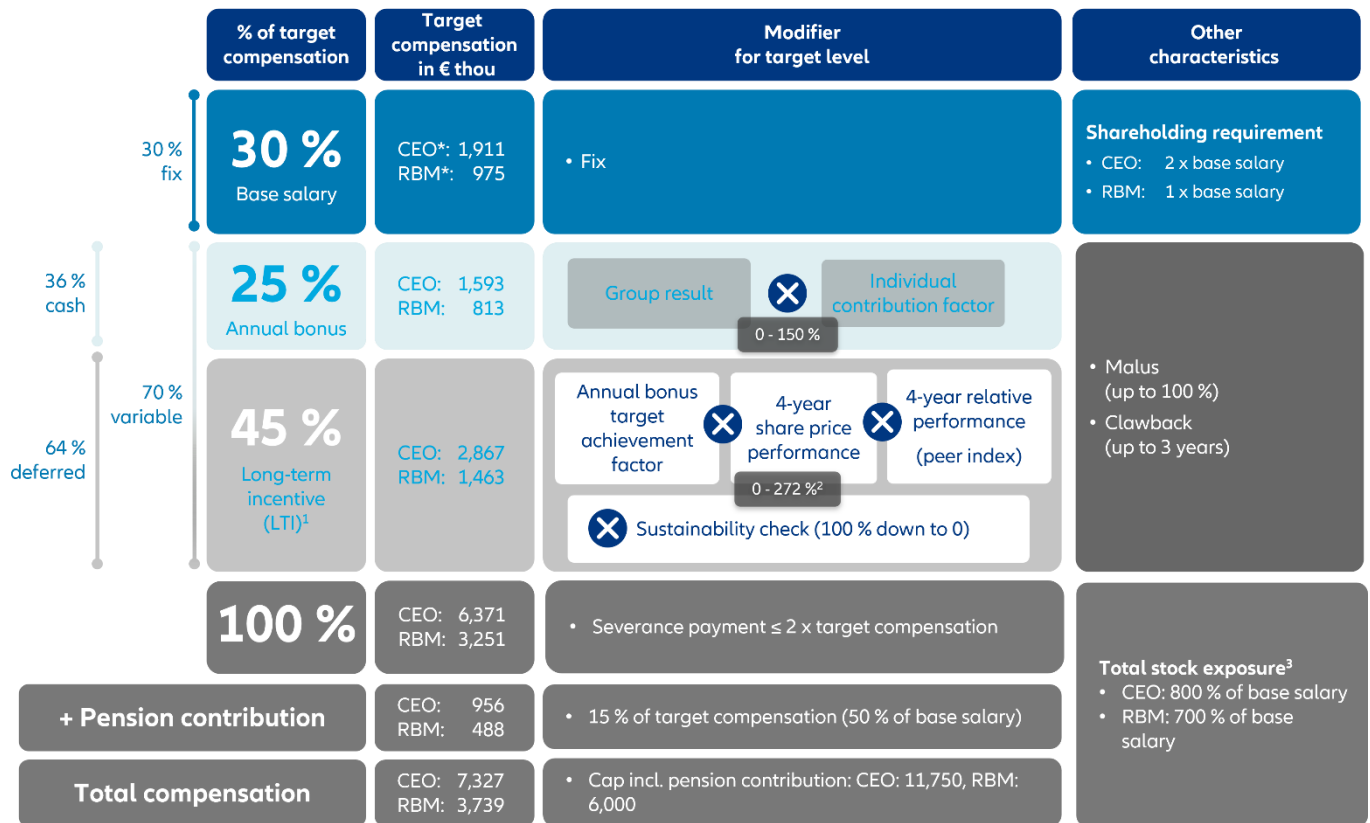 % of target
compensation
Target
compensation
in € thou
Modifier
for target level
Other
characteristics
30 %
fix
30 %
Base salary
CEO*: 1,911
RBM*: 975
• Fix
Shareholding requirement
• CEO: 2 x base salary
• RBM: 1 x base salary
36 %
cash
70 %
variable
64 %
deferred
25 %
Annual bonus
CEO: 1,593
RBM: 813
Group result
Individual
contribution factor
0 - 150 %
45 %
Long-term
incentive
(LTI)¹
CEO: 2,867
RBM: 1,463
Annual bonus
target
achievement
factor
4-year
share price
performance
4-year relative
performance
(peer index)
0 - 272 %²
Sustainability check (100 % down to 0)
• Malus
(up to 100 %)
• Clawback
(up to 3 years)
100 %
CEO: 6,371
RBM: 3,251
• Severance payment ≤ 2 x target compensation
+ Pension contribution
CEO: 956
RBM: 488
• 15 % of target compensation (50 % of base salary)
Total compensation
CEO: 7,327
RBM: 3,739
• Cap incl. pension contribution: CEO: 11,750, RBM:
6,000
Total stock exposure³
• CEO: 800 % of base salary
• RBM: 700 % of base
salary